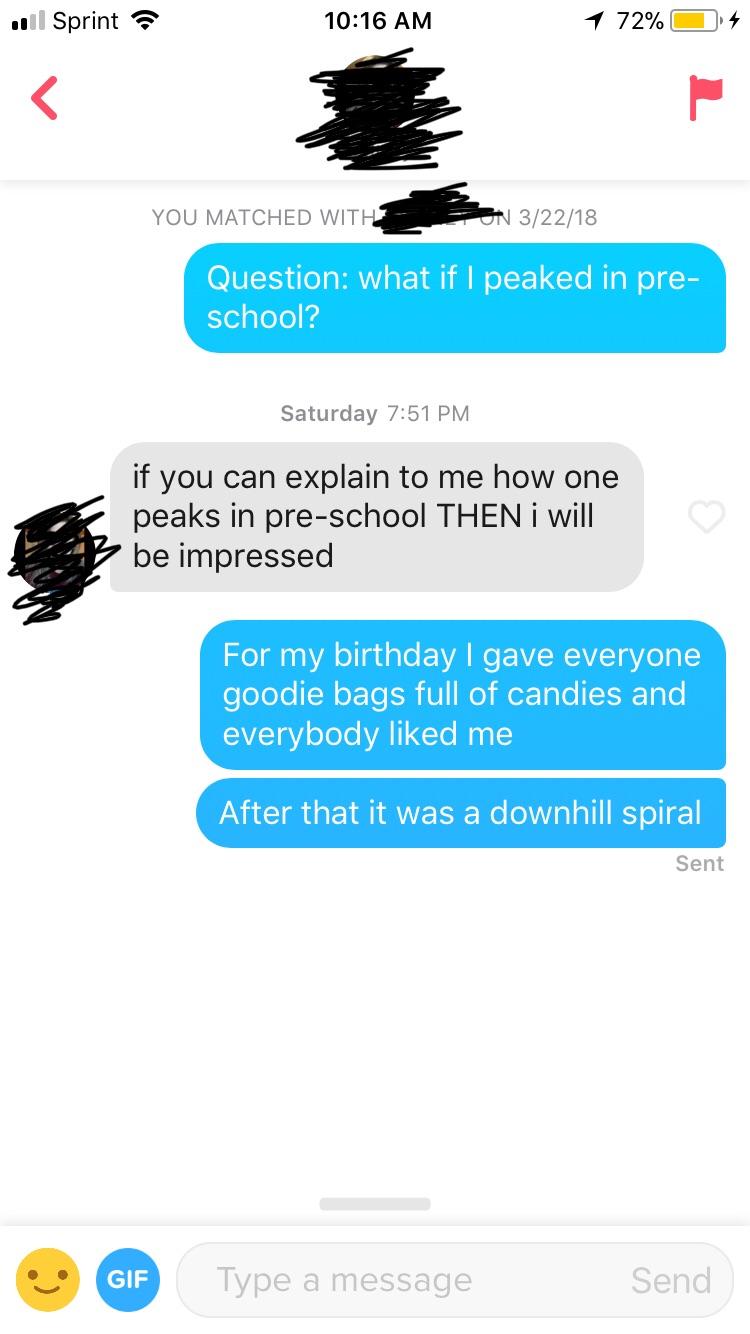 Sprint 10:16 AM 72%
YOU MATCHED WITH ON 3/22/18
Question: what if I peaked in pre-
school?
Saturday 7:51 PM
if you can explain to me how one
peaks in pre-school THEN i will
be impressed
For my birthday I gave everyone
goodie bags full of candies and
everybody liked me
After that it was a downhill spiral
Sent
GIF Type a message Send